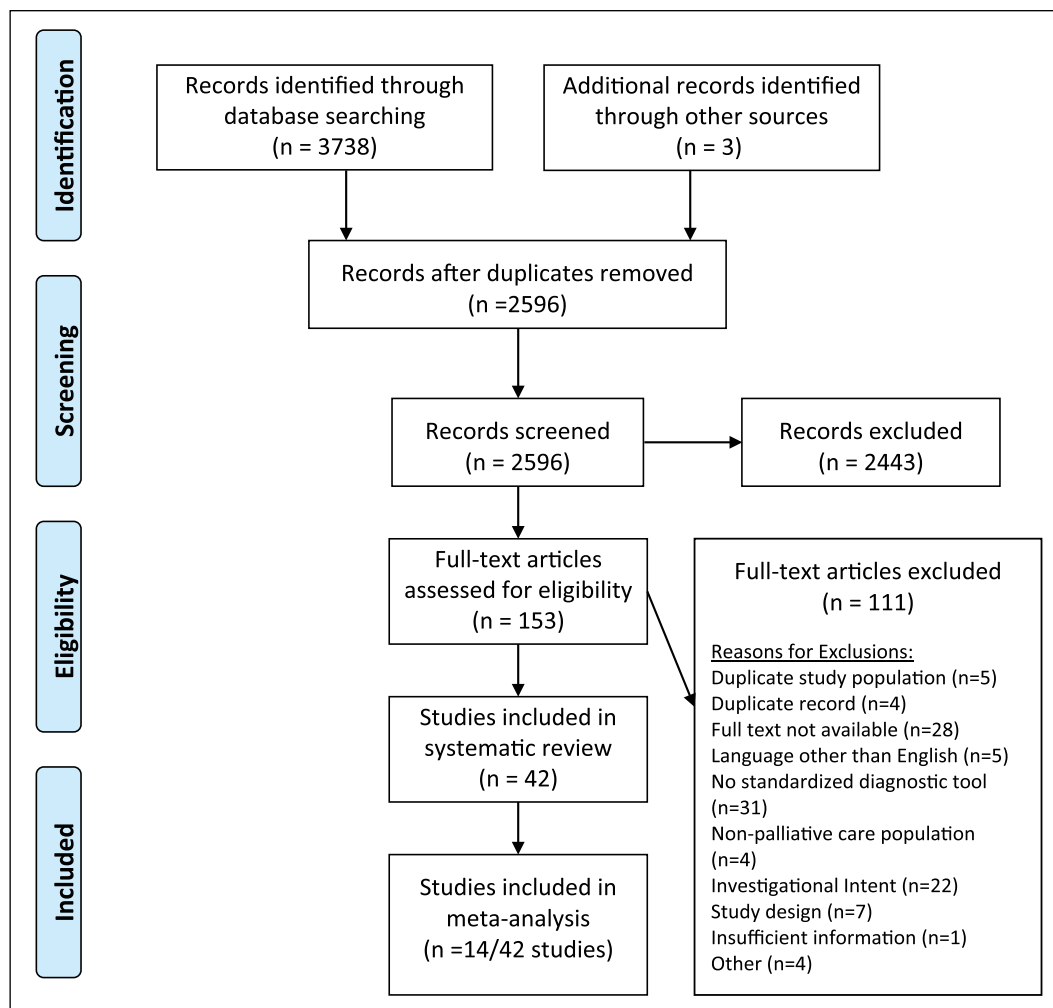 Identification
Records identified through
database searching
(n = 3738)
Additional records identified
through other sources
(n = 3)
Records after duplicates removed
(n =2596)
Screening
Records screened
(n = 2596)
Records excluded
(n = 2443)
Eligibility
Full-text articles
assessed for eligibility
(n = 153)
Full-text articles excluded
(n = 111)
Reasons for Exclusions:
Duplicate study population (n=5)
Duplicate record (n=4)
Full text not available (n=28)
Language other than English (n=5)
No standardized diagnostic tool
(n=31)
Non-palliative care population
(n=4)
Investigational Intent (n=22)
Study design (n=7)
Insufficient information (n=1)
Other (n=4)
Studies included in
systematic review
(n = 42)
Included
Studies included in
meta-analysis
(n =14/42 studies)